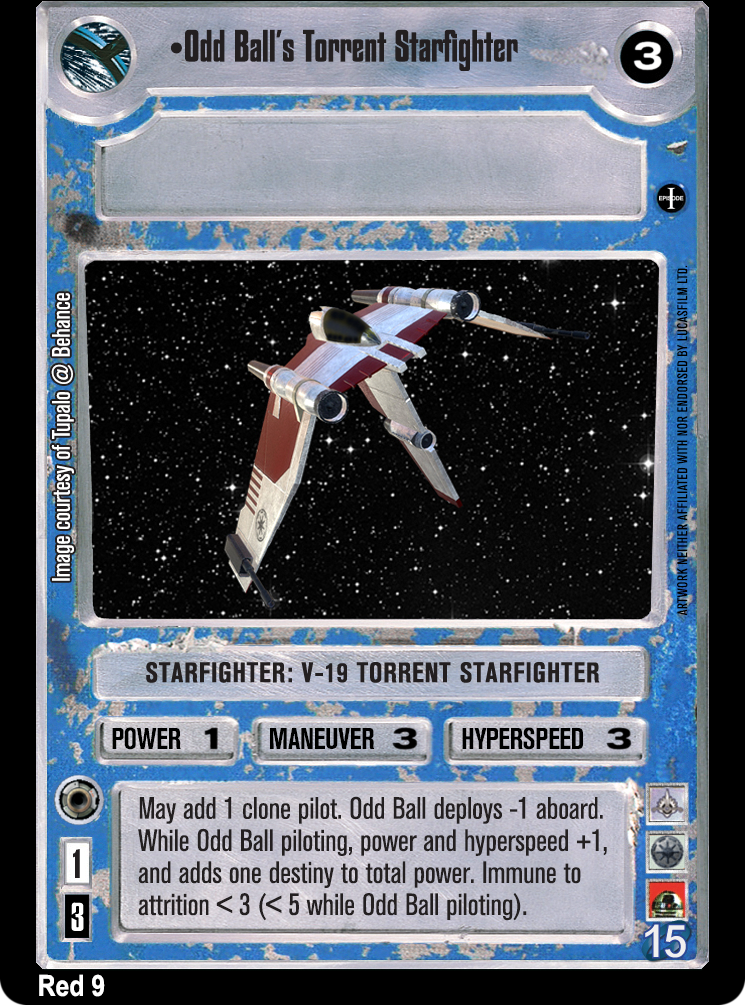 •Odd Ball's Torrent Starfighter
3
EPISODE
I
Image courtesy of Tupalo @ Behance
ARTWORK NEITHER AFFILIATED WITH NOR ENDORSED BY LUCASFILM LTD.
STARFIGHTER: V-19 TORRENT STARFIGHTER
POWER 1 MANEUVER 3 HYPERSPEED 3
May add 1 clone pilot. Odd Ball deploys -1 aboard.
While Odd Ball piloting, power and hyperspeed +1,
and adds one destiny to total power. Immune to
attrition < 3 (< 5 while Odd Ball piloting).
1
3
15
Red 9